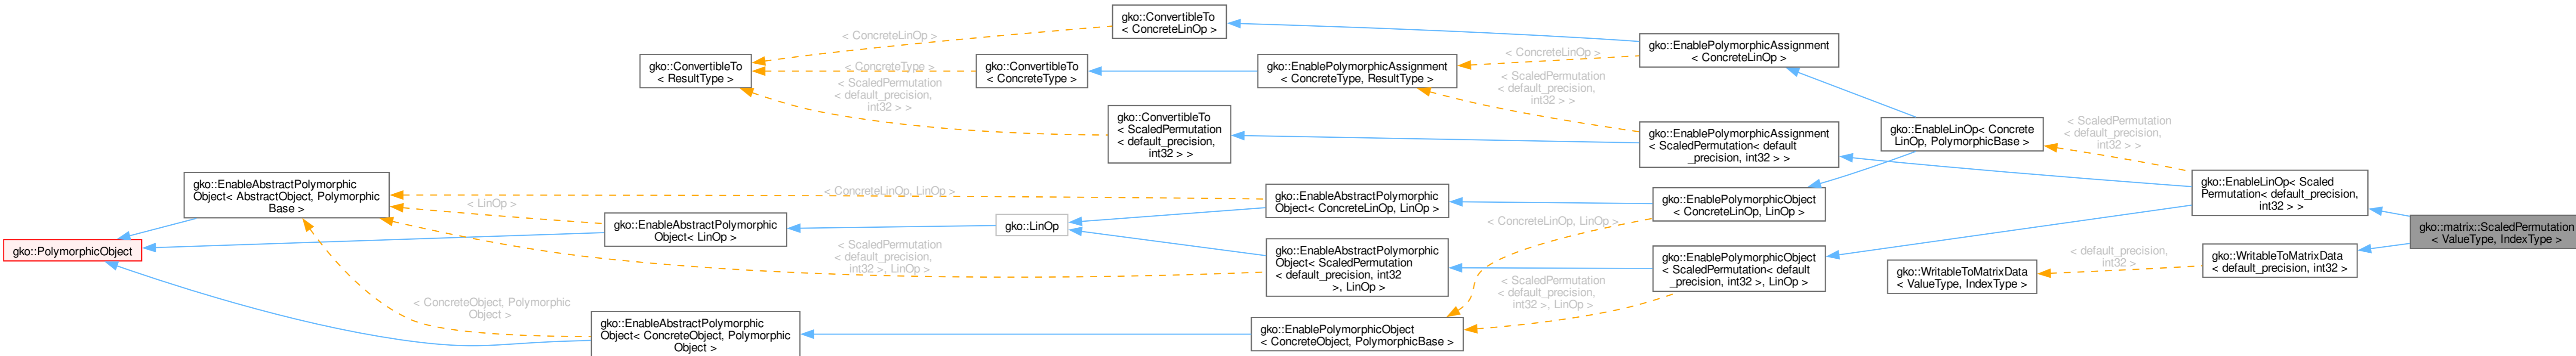 gko::PolymorphicObject
gko::EnableAbstractPolymorphic
Object< AbstractObject, Polymorphic
Base >
< ConcreteObject, Polymorphic
Object >
< LinOp >
gko::EnableAbstractPolymorphic
Object< LinOp >
gko::EnableAbstractPolymorphic
Object< ConcreteObject, Polymorphic
Object >
gko::ConvertibleTo
< ResultType >
< ConcreteLinOp >
< ConcreteType >
< ScaledPermutation
< default_precision,
int32 > >
< ConcreteLinOp, LinOp >
< ScaledPermutation
< default_precision,
int32 >, LinOp >
gko::ConvertibleTo
< ConcreteLinOp >
gko::ConvertibleTo
< ConcreteType >
gko::ConvertibleTo
< ScaledPermutation
< default_precision,
int32 > >
gko::LinOp
gko::EnablePolymorphicAssignment
< ConcreteType, ResultType >
gko::EnableAbstractPolymorphic
Object< ConcreteLinOp, LinOp >
gko::EnableAbstractPolymorphic
Object< ScaledPermutation
< default_precision, int32
>, LinOp >
gko::EnablePolymorphicObject
< ConcreteObject, PolymorphicBase >
< ConcreteLinOp >
< ScaledPermutation
< default_precision,
int32 > >
< ConcreteLinOp, LinOp >
< ScaledPermutation
< default_precision,
int32 >, LinOp >
gko::EnablePolymorphicAssignment
< ConcreteLinOp >
gko::EnablePolymorphicAssignment
< ScaledPermutation< default
_precision, int32 > >
gko::EnablePolymorphicObject
< ConcreteLinOp, LinOp >
gko::EnablePolymorphicObject
< ScaledPermutation< default
_precision, int32 >, LinOp >
gko::EnableLinOp< Concrete
LinOp, PolymorphicBase >
gko::WritableToMatrixData
< ValueType, IndexType >
< ScaledPermutation
< default_precision,
int32 > >
< default_precision,
int32 >
gko::EnableLinOp< Scaled
Permutation< default_precision,
int32 > >
gko::WritableToMatrixData
< default_precision, int32 >
gko::matrix::ScaledPermutation
< ValueType, IndexType >